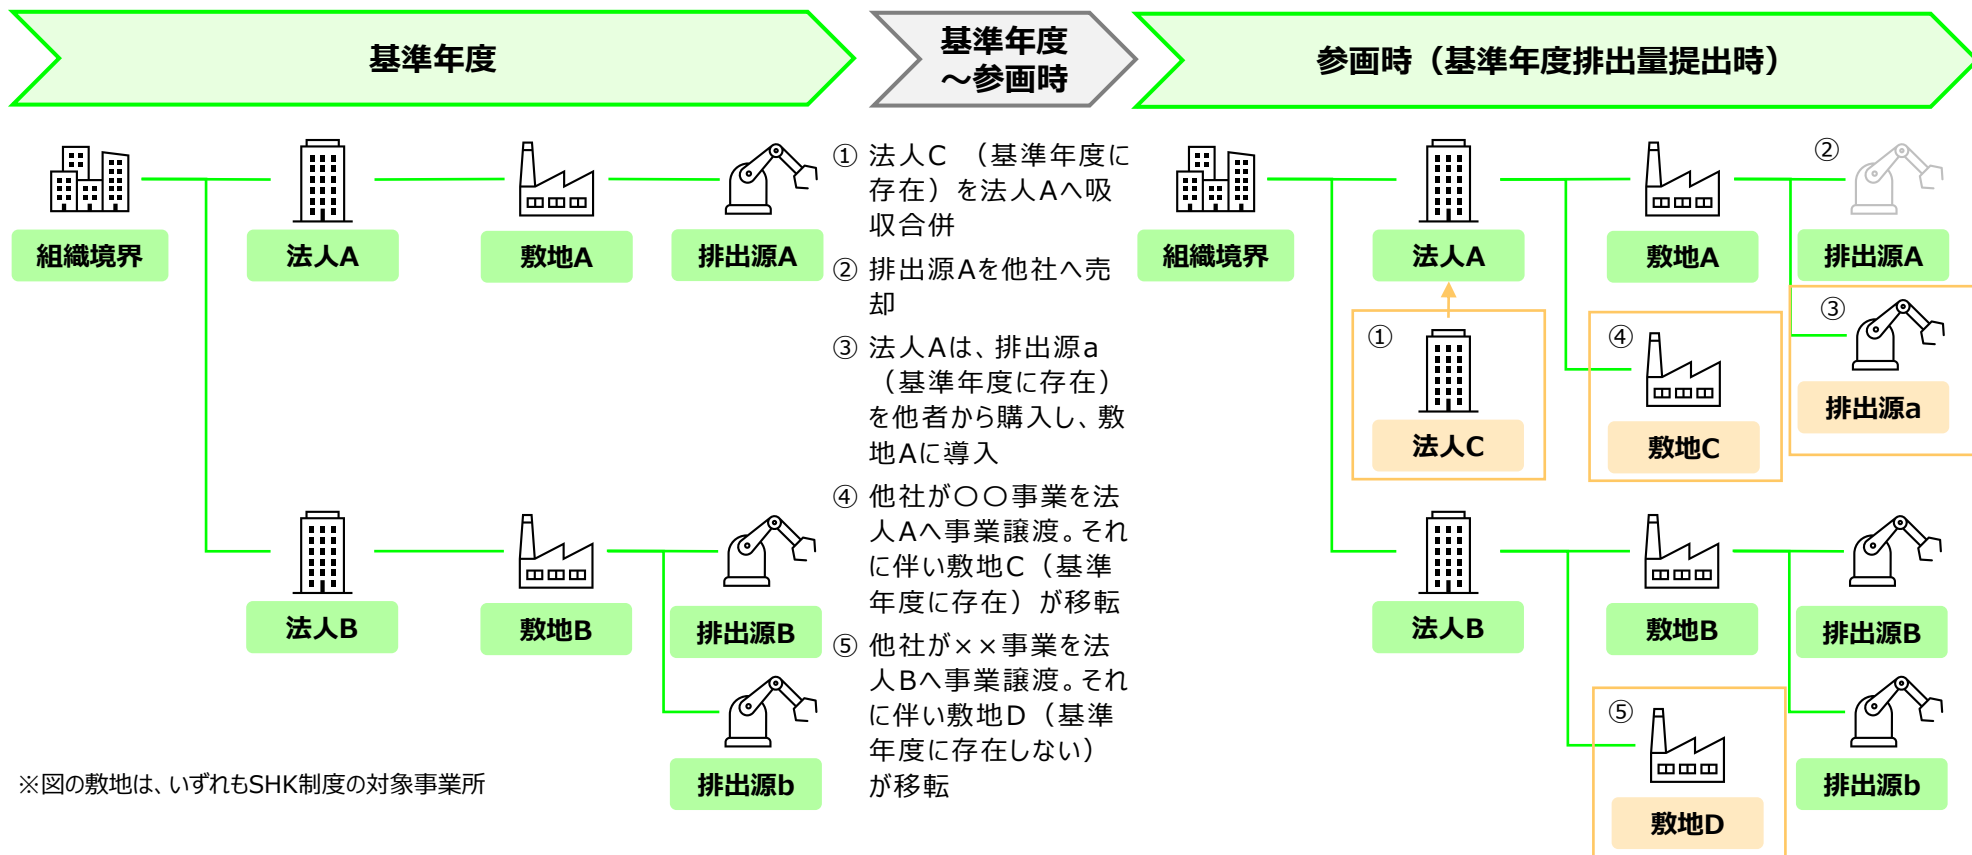 基準年度
基準年度
～参画時
参画時（基準年度排出量提出時）
組織境界
法人A
敷地A
排出源A
法人B
敷地B
排出源B
排出源b
※図の敷地は、いずれもSHK制度の対象事業所
① 法人C （基準年度に
存在）を法人Aへ吸
収合併
② 排出源Aを他社へ売
却
③ 法人Aは、排出源a
（基準年度に存在）
を他者から購入し、敷
地Aに導入
④ 他社が〇〇事業を法
人Aへ事業譲渡。それ
に伴い敷地C（基準
年度に存在）が移転
⑤ 他社が××事業を法
人Bへ事業譲渡。それ
に伴い敷地D（基準
年度に存在しない）
が移転
組織境界
法人A
敷地A
②
排出源A
①
法人C
④
敷地C
③
排出源a
法人B
敷地B
排出源B
排出源b
⑤
敷地D